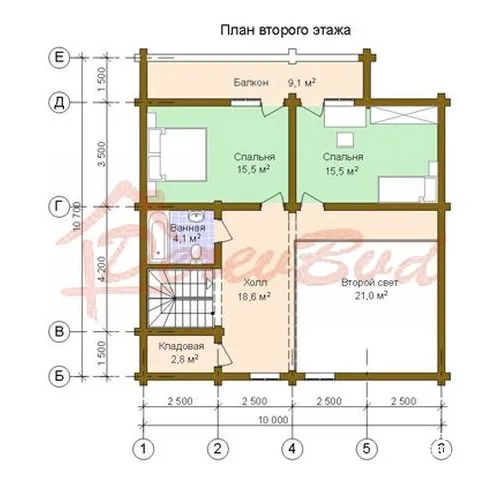 План второго этажа
Е
Балкон 9,1 м²
1 500
Д
3 500
Спальня
15,5 м²
Спальня
15,5 м²
Г
10 700
Ванная
4,1 м²
DachaBud
4 200
Холл
18,6 м²
Второй свет
21,0 м²
В
Кладовая
2,8 м²
1 500
Б
2 500
2 500
2 500
2 500
10 000
1
2
4
5
6